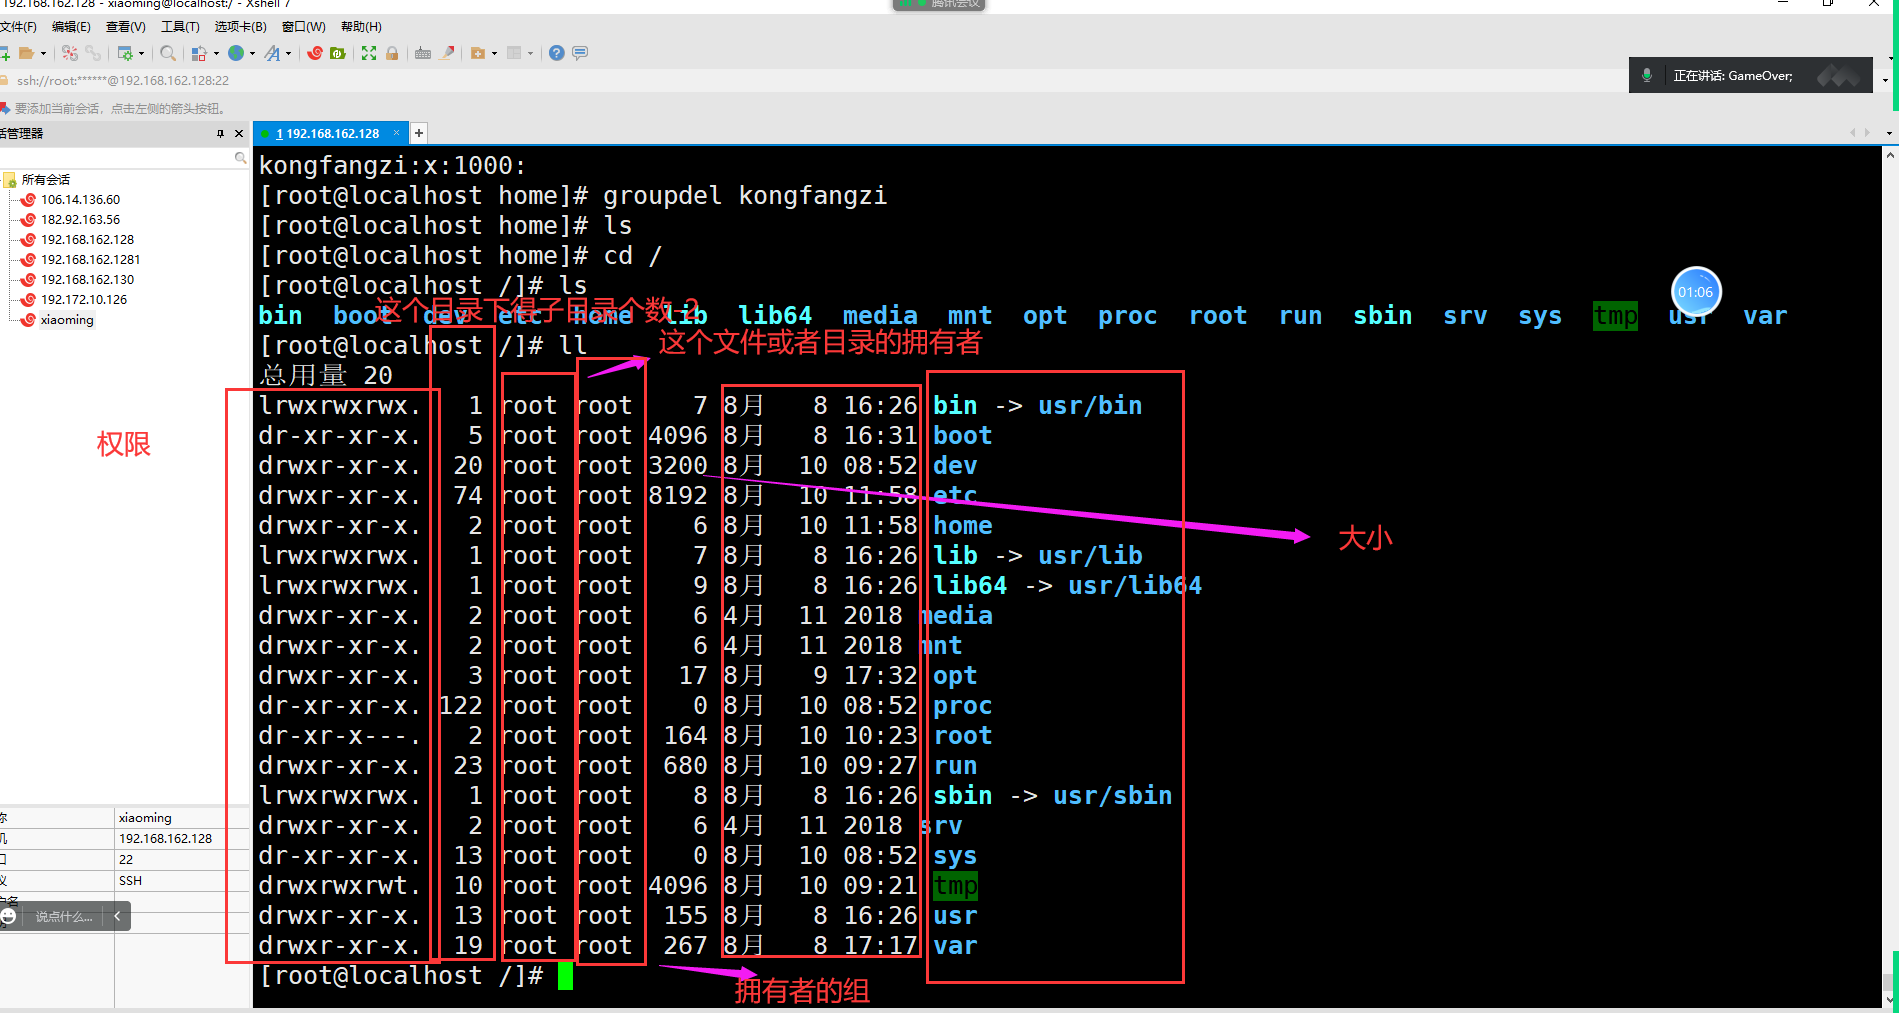 192.168.162.128 - xiaoming@localhost:/ - Xshell 7
腾讯会议
文件(F) 编辑(E) 查看(V) 工具(T) 选项卡(B) 窗口(W) 帮助(H)
ssh://root:******@192.168.162.128:22
正在讲话: GameOver;
要添加当前会话，点击左侧的箭头按钮。
话管理器
1 192.168.162.128
所有会话
106.14.136.60
182.92.163.56
192.168.162.128
192.168.162.1281
192.168.162.130
192.172.10.126
xiaoming
kongfangzi:x:1000:
[root@localhost home]# groupdel kongfangzi
[root@localhost home]# ls
[root@localhost home]# cd /
[root@localhost /]# ls
01:06
这个目录下得子目录个数-2
bin boot dev etc home lib lib64 media mnt opt proc root run sbin srv sys tmp usr var
[root@localhost /]# ll
这个文件或者目录的拥有者
总用量 20
权限
lrwxrwxrwx. 1 root root 7 8月 8 16:26 bin -> usr/bin
dr-xr-xr-x. 5 root root 4096 8月 8 16:31 boot
drwxr-xr-x. 20 root root 3200 8月 10 08:52 dev
drwxr-xr-x. 74 root root 8192 8月 10 11:58 etc
drwxr-xr-x. 2 root root 6 8月 10 11:58 home
大小
lrwxrwxrwx. 1 root root 7 8月 8 16:26 lib -> usr/lib
lrwxrwxrwx. 1 root root 9 8月 8 16:26 lib64 -> usr/lib64
drwxr-xr-x. 2 root root 6 4月 11 2018 media
drwxr-xr-x. 2 root root 6 4月 11 2018 mnt
drwxr-xr-x. 3 root root 17 8月 9 17:32 opt
dr-xr-xr-x. 122 root root 0 8月 10 08:52 proc
dr-xr-x---. 2 root root 164 8月 10 10:23 root
drwxr-xr-x. 23 root root 680 8月 10 09:27 run
lrwxrwxrwx. 1 root root 8 8月 8 16:26 sbin -> usr/sbin
drwxr-xr-x. 2 root root 6 4月 11 2018 srv
dr-xr-xr-x. 13 root root 0 8月 10 08:52 sys
drwxrwxrwt. 10 root root 4096 8月 10 09:21 tmp
drwxr-xr-x. 13 root root 155 8月 8 16:26 usr
drwxr-xr-x. 19 root root 267 8月 8 17:17 var
[root@localhost /]#
拥有者的组
称 xiaoming
机 192.168.162.128
口 22
议 SSH
户名
说点什么...